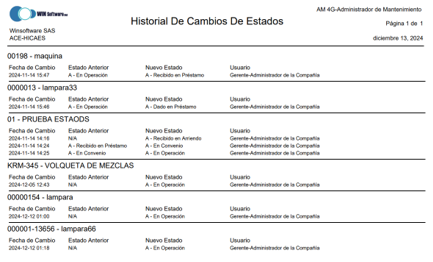 WIN Software SAS
AM 4G-Administrador de Mantenimiento
Historial De Cambios De Estados
Página 1 de 1
Winsoftware SAS
ACE-HICAES
diciembre 13, 2024
00198 - maquina
Fecha de Cambio Estado Anterior Nuevo Estado Usuario
2024-11-14 15:47 A - En Operación A - Recibido en Préstamo Gerente-Administrador de la Compañía
0000013 - lampara33
Fecha de Cambio Estado Anterior Nuevo Estado Usuario
2024-11-14 15:46 A - En Operación A - Dado en Préstamo Gerente-Administrador de la Compañía
01 - PRUEBA ESTAODS
Fecha de Cambio Estado Anterior Nuevo Estado Usuario
2024-11-14 14:16 N/A A - Recibido en Arriendo Gerente-Administrador de la Compañía
2024-11-14 14:24 A - Recibido en Préstamo A - En Convenio Gerente-Administrador de la Compañía
2024-11-14 14:25 A - En Convenio A - En Operación Gerente-Administrador de la Compañía
KRM-345 - VOLQUETA DE MEZCLAS
Fecha de Cambio Estado Anterior Nuevo Estado Usuario
2024-12-05 12:43 N/A A - En Operación Gerente-Administrador de la Compañía
00000154 - lampara
Fecha de Cambio Estado Anterior Nuevo Estado Usuario
2024-12-12 01:00 N/A A - En Operación Gerente-Administrador de la Compañía
000001-13656 - lampara66
Fecha de Cambio Estado Anterior Nuevo Estado Usuario
2024-12-12 01:18 N/A A - En Operación Gerente-Administrador de la Compañía